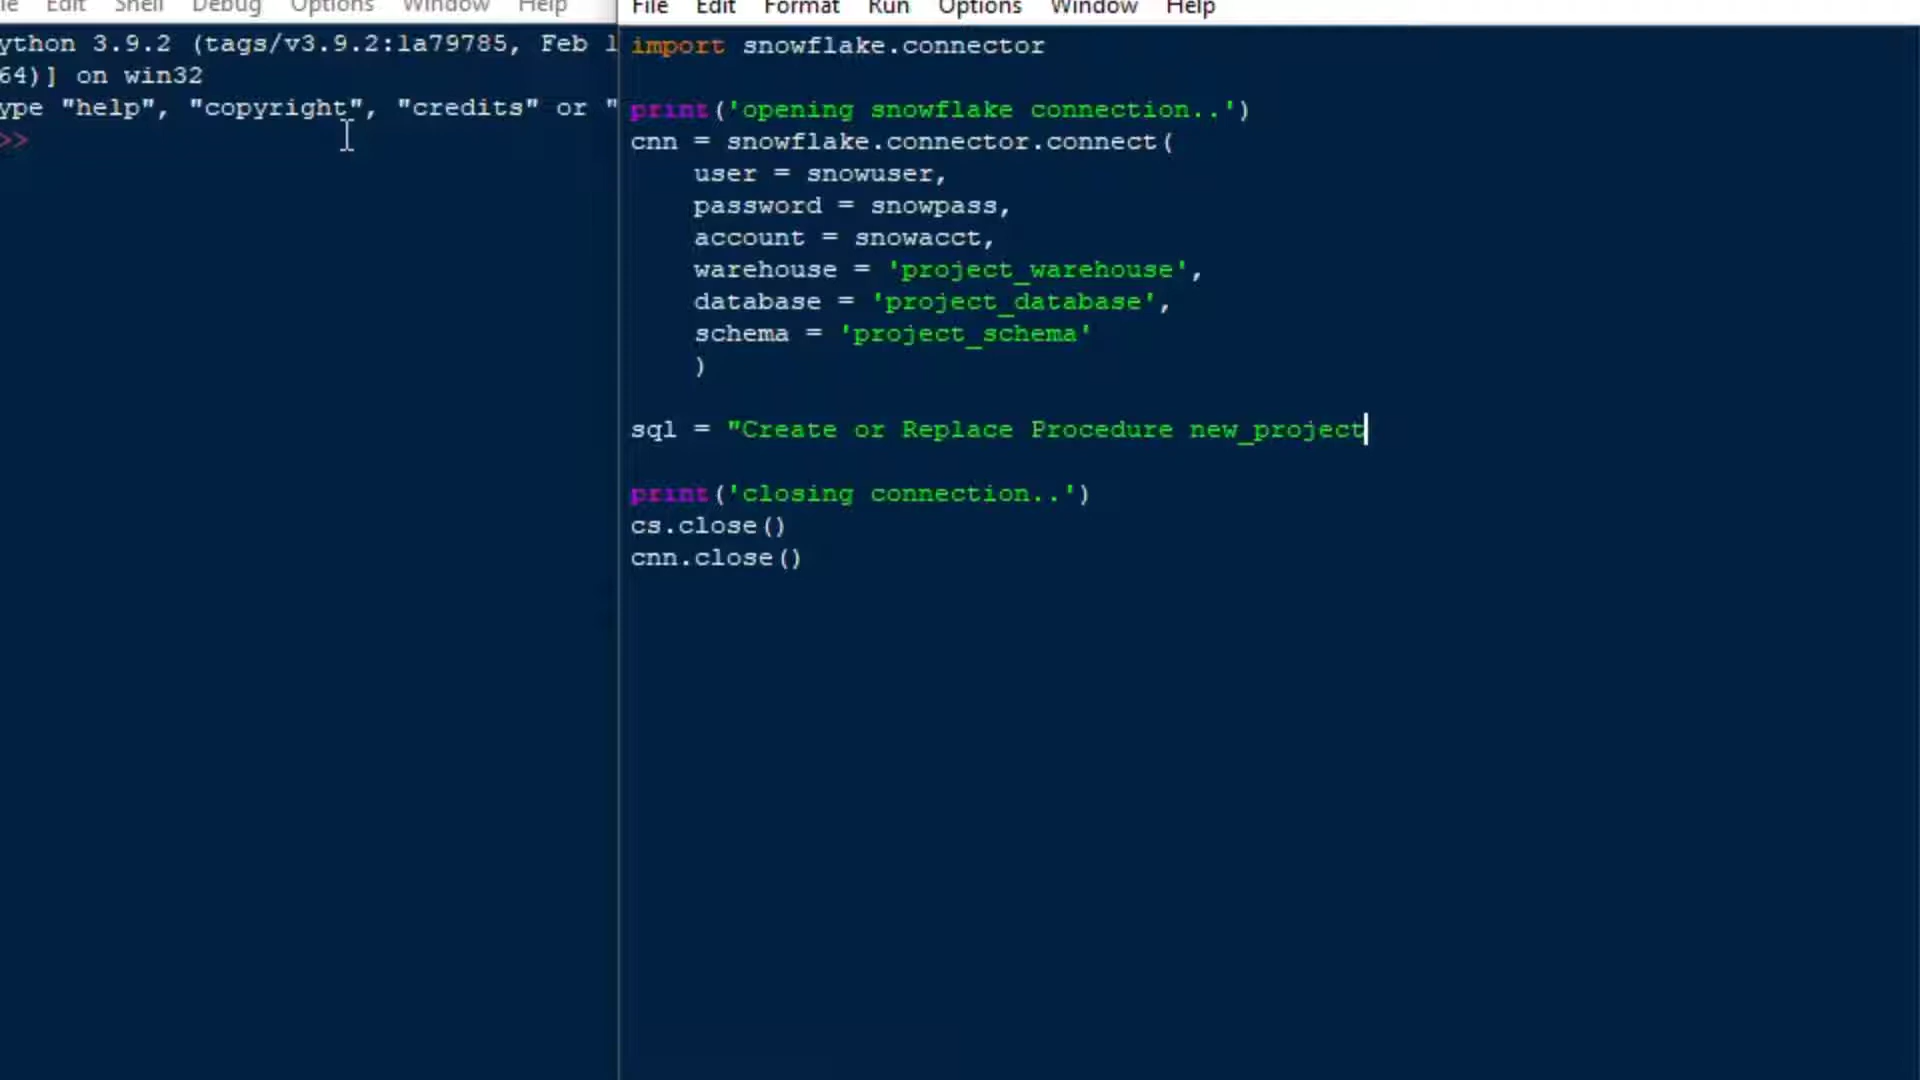 le Edit Shell Debug Options Window Help
ython 3.9.2 (tags/v3.9.2:1a79785, Feb 1
64)] on win32
ype "help", "copyright", "credits" or "
>>
File Edit Format Run Options Window Help
import snowflake.connector
print('opening snowflake connection..')
cnn = snowflake.connector.connect(
user = snowuser,
password = snowpass,
account = snowacct,
warehouse = 'project_warehouse',
database = 'project_database',
schema = 'project_schema'
)
sql = "Create or Replace Procedure new_project
print('closing connection..')
cs.close()
cnn.close()